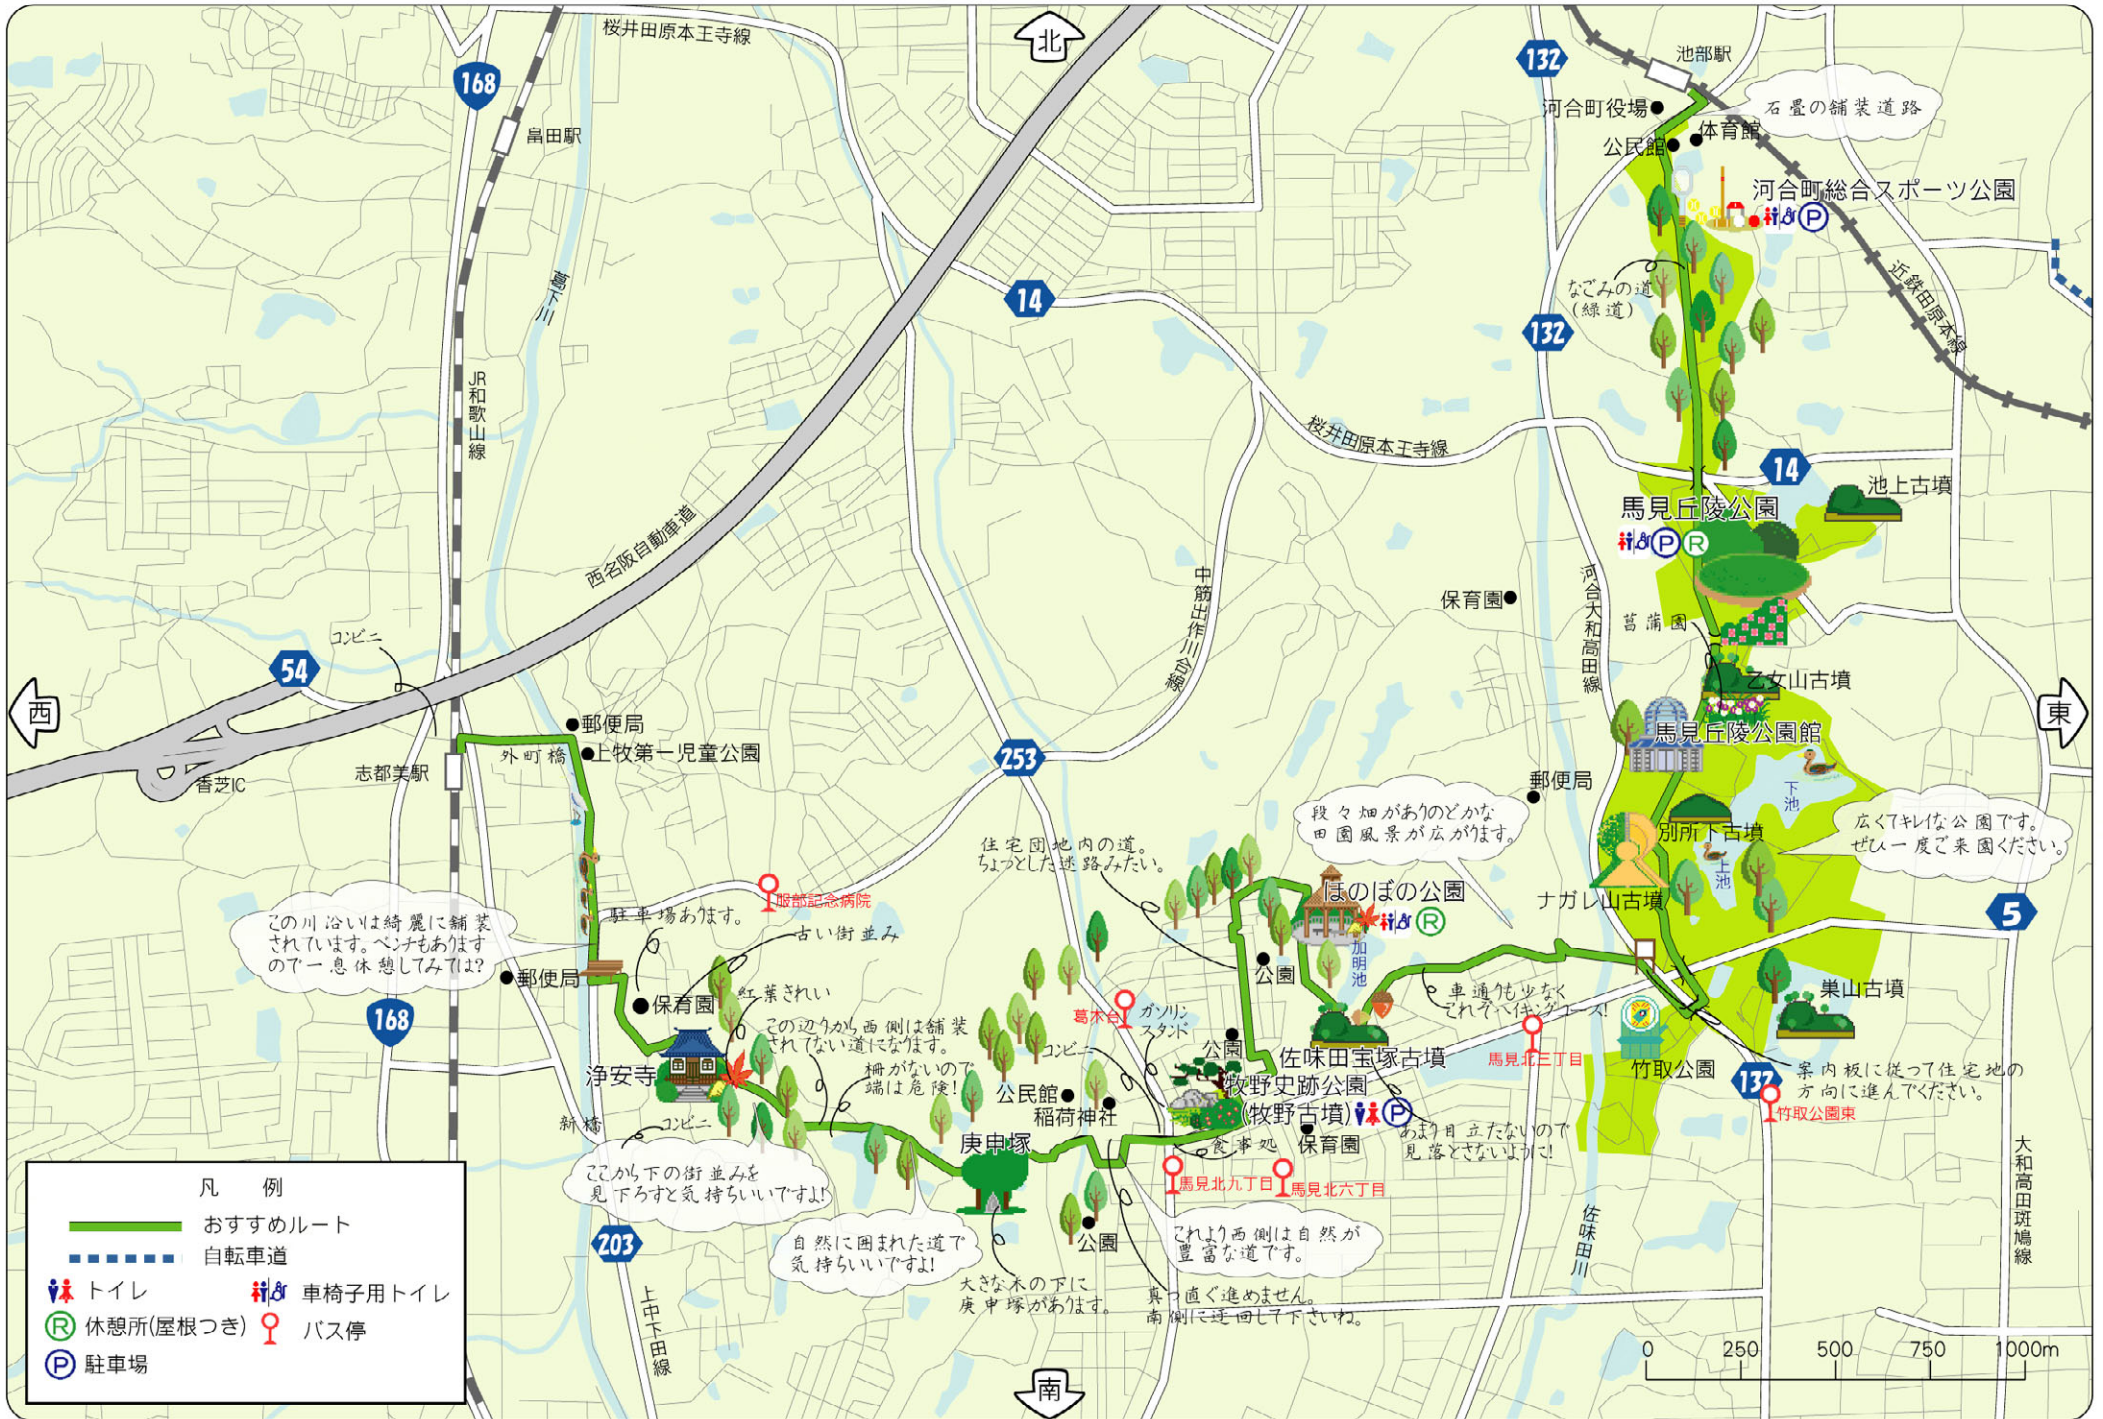 桜井田原本王寺線
北
168
132
池部駅
河合町役場
石畳の舗装道路
体育館
公民館
畠田駅
河合町総合スポーツ公園
P
葛下川
14
なごみの道
(緑道)
近鉄田原本線
132
JR和歌山線
桜井田原本王寺線
14
池上古墳
馬見丘陵公園
P R
西名阪自動車道
中筋出作川合線
保育園
河合大和高田線
菖蒲園
コンビニ
54
乙女山古墳
西
東
郵便局
馬見丘陵公園館
外町橋
上牧第一児童公園
253
志都美駅
香芝IC
郵便局
下池
段々畑がありのどかな
田園風景が広がります。
別所下古墳
広くてキレイな公園です。
ぜひ一度ご来園ください。
住宅団地内の道。
ちょっとした迷路みたい。
上池
ほのぼの公園
R
ナガレ山古墳
5
服部記念病院
この川沿いは綺麗に舗装
されています。ベンチもあります
ので一息休憩してみては?
駐車場あります。
古い街並み
加明池
公園
郵便局
保育園
紅葉きれい
車通りも少なく
これぞハイキングコース!
巣山古墳
168
この辺りから西側は舗装
されてない道になります。
葛木台
ガソリン
スタンド
コンビニ
公園
佐味田宝塚古墳
馬見北三丁目
竹取公園
浄安寺
柵がないので
端は危険!
公民館
稲荷神社
牧野史跡公園
(牧野古墳)
P
137
案内板に従って住宅地の
方向に進んでください。
竹取公園東
新橋
コンビニ
庚申塚
食事処
保育園
あまり目立たないので
見落とさないように!
ここから下の街並みを
見下ろすと気持ちいいですよ!
馬見北九丁目
馬見北六丁目
大和高田斑鳩線
203
自然に囲まれた道で
気持ちいいですよ!
公園
これより西側は自然が
豊富な道です。
佐味田川
大きな木の下に
庚申塚があります。
真っ直ぐ進めません。
南側に迂回して下さいね。
上中下田線
凡 例
おすすめルート
自転車道
トイレ
車椅子用トイレ
R 休憩所(屋根つき)
バス停
P 駐車場
南
0 250 500 750 1000m